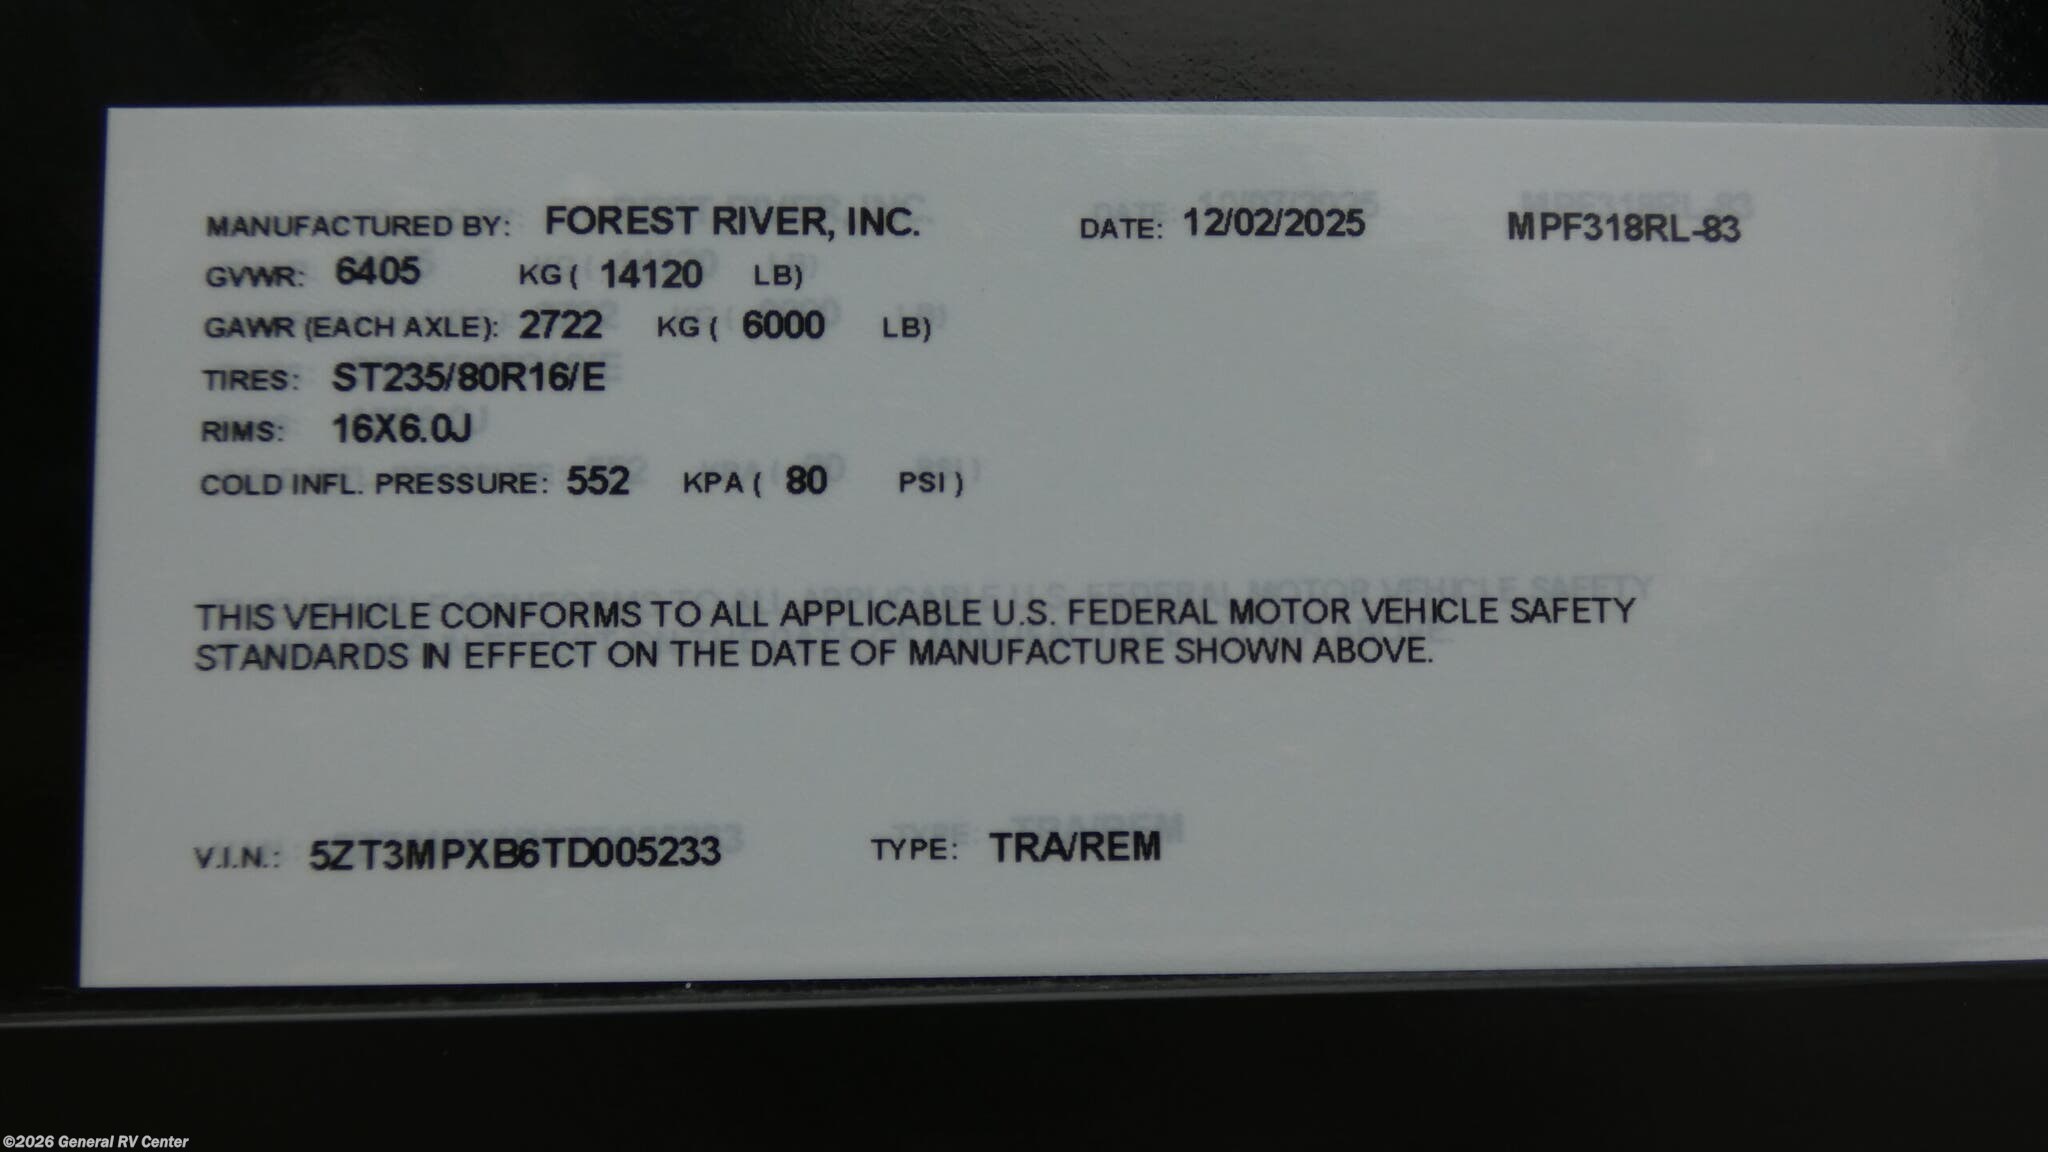 MANUFACTURED BY: FOREST RIVER, INC. DATE: 12/02/2025 MPF318RL-83
GVWR: 6405 KG ( 14120 LB)
GAWR (EACH AXLE): 2722 KG ( 6000 LB)
TIRES: ST235/80R16/E
RIMS: 16X6.0J
COLD INFL. PRESSURE: 552 KPA ( 80 PSI )
THIS VEHICLE CONFORMS TO ALL APPLICABLE U.S. FEDERAL MOTOR VEHICLE SAFETY
STANDARDS IN EFFECT ON THE DATE OF MANUFACTURE SHOWN ABOVE.
V.I.N.: 5ZT3MPXB6TD005233 TYPE: TRA/REM
©2026 General RV Center